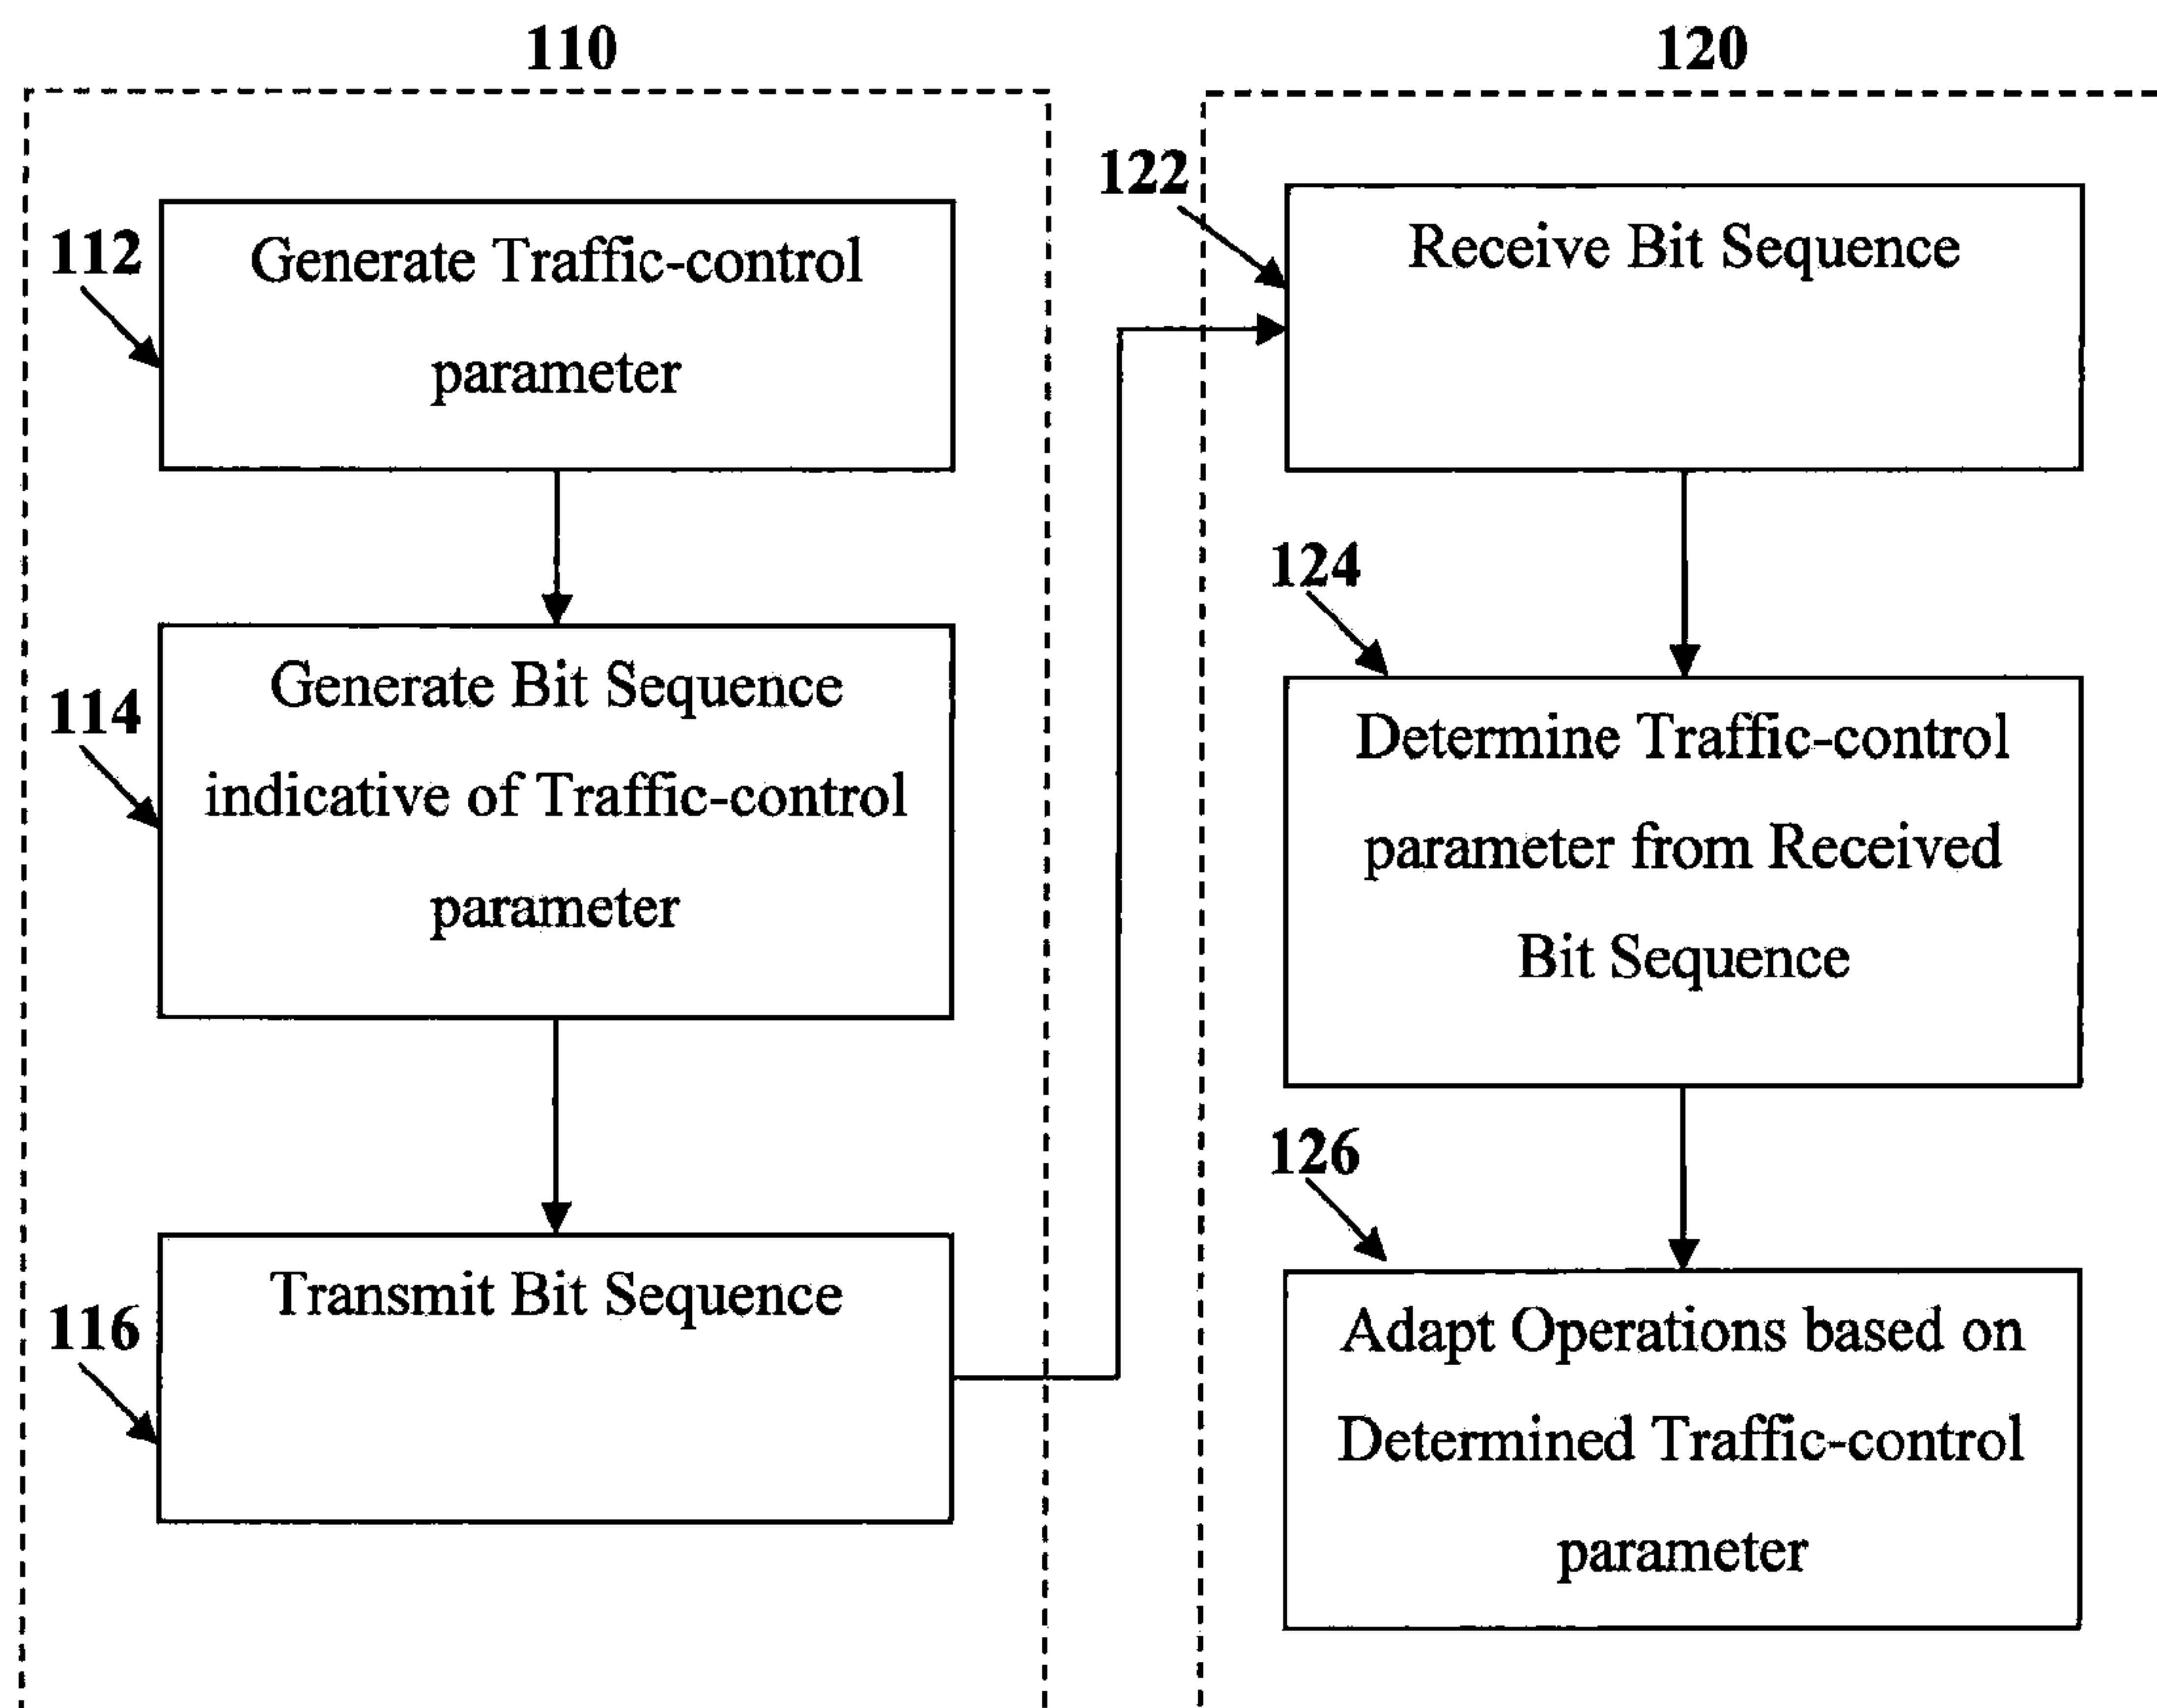 110
112
Generate Traffic-control
parameter
114
Generate Bit Sequence
indicative of Traffic-control
parameter
116
Transmit Bit Sequence
120
122
Receive Bit Sequence
124
Determine Traffic-control
parameter from Received
Bit Sequence
126
Adapt Operations based on
Determined Traffic-control
parameter